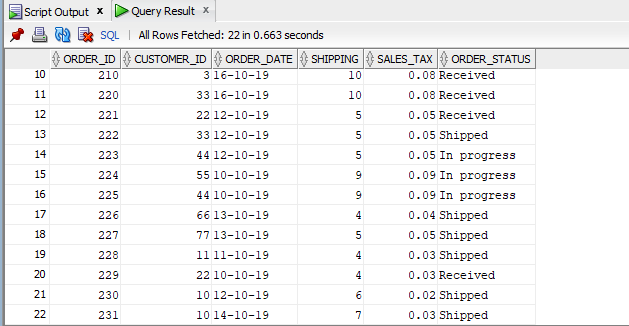 Script Output x Query Result x
SQL | All Rows Fetched: 22 in 0.663 seconds
ORDER_ID CUSTOMER_ID ORDER_DATE SHIPPING SALES_TAX ORDER_STATUS
10 210 3 16-10-19 10 0.08 Received
11 220 33 16-10-19 10 0.08 Received
12 221 22 12-10-19 5 0.05 Received
13 222 33 12-10-19 5 0.05 Shipped
14 223 44 12-10-19 5 0.05 In progress
15 224 55 10-10-19 9 0.09 In progress
16 225 44 10-10-19 9 0.09 In progress
17 226 66 13-10-19 4 0.04 Shipped
18 227 77 13-10-19 5 0.05 Shipped
19 228 11 11-10-19 4 0.03 Shipped
20 229 22 10-10-19 4 0.03 Received
21 230 10 12-10-19 6 0.02 Shipped
22 231 10 14-10-19 7 0.03 Shipped